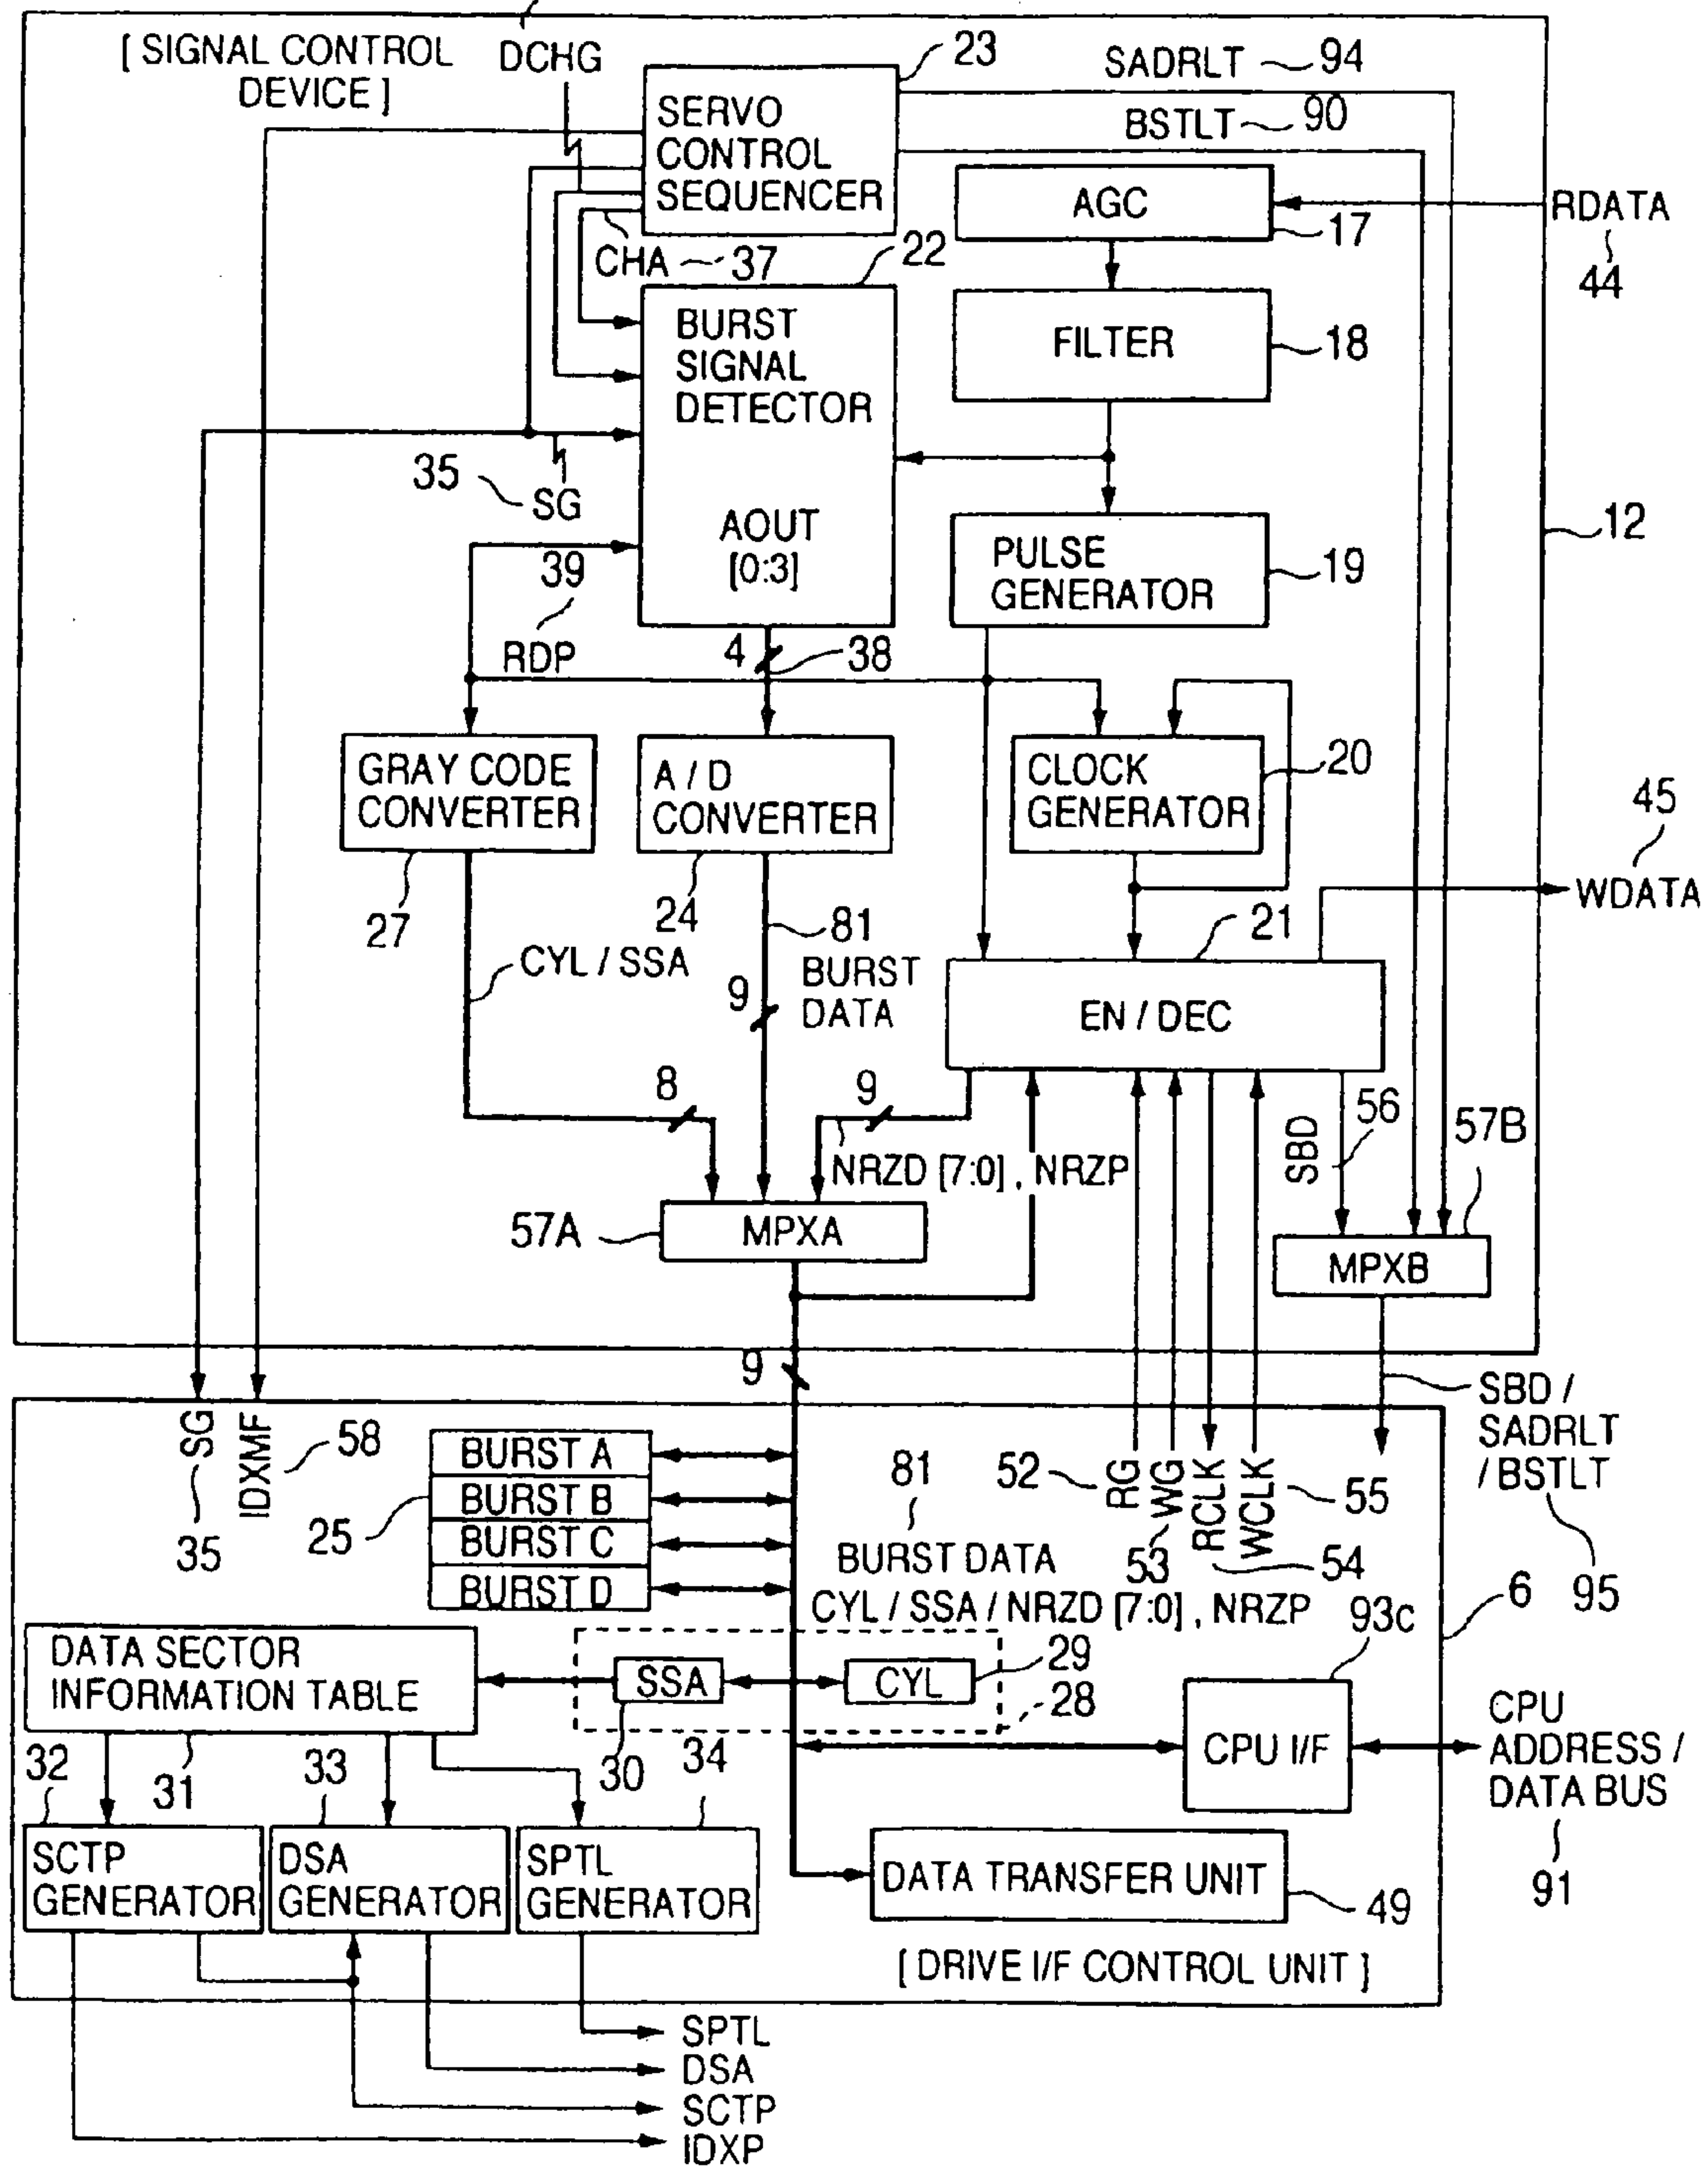 [ SIGNAL CONTROL
DEVICE ]
DCHG
23
SADRLT
94
BSTLT
90
SERVO
CONTROL
SEQUENCER
AGC
17
RDATA
44
CHA
37
22
BURST
SIGNAL
DETECTOR
AOUT
[0:3]
FILTER
18
35
SG
12
39
PULSE
GENERATOR
19
RDP
4
38
GRAY CODE
CONVERTER
27
A / D
CONVERTER
24
CLOCK
GENERATOR
20
45
WDATA
81
BURST
DATA
9
21
CYL / SSA
EN / DEC
8
9
NRZD [7:0] , NRZP
SBD
56
57B
57A
MPXA
MPXB
9
SG
35
IDXMF
58
BURST A
BURST B
BURST C
BURST D
25
81
BURST DATA
CYL / SSA / NRZD [7:0] , NRZP
52
RG
WG
53
RCLK
54
WCLK
55
SBD /
SADRLT
/ BSTLT
95
6
DATA SECTOR
INFORMATION TABLE
31
SSA
30
CYL
29
28
93c
CPU I/F
CPU
ADDRESS /
DATA BUS
91
32
SCTP
GENERATOR
33
DSA
GENERATOR
34
SPTL
GENERATOR
DATA TRANSFER UNIT
49
[ DRIVE I/F CONTROL UNIT ]
SPTL
DSA
SCTP
IDXP